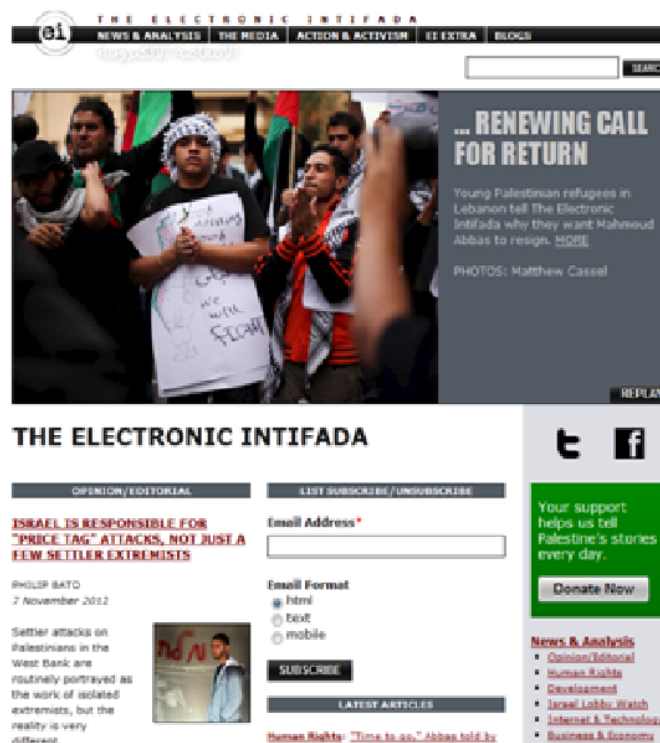 THE ELECTRONIC INTIFADA
ei
NEWS & ANALYSIS
THE MEDIA
ACTION & ACTIVISM
EI EXTRA
BLOGS
... RENEWING CALL
FOR RETURN
Young Palestinian refugees in
Lebanon tell The Electronic
Intifada why they want Mahmoud
Abbas to resign. MORE
PHOTOS: Matthew Cassel
we
will
FIGHT
REPLAY
THE ELECTRONIC INTIFADA
OPINION/EDITORIAL
ISRAEL IS RESPONSIBLE FOR
"PRICE TAG" ATTACKS, NOT JUST A
FEW SETTLER EXTREMISTS
PHILIP BATO
7 November 2012
Settler attacks on
Palestinians in the
West Bank are
routinely portrayed as
the work of isolated
extremists, but the
reality is very
different.
LIST SUBSCRIBE/UNSUBSCRIBE
Email Address*
Email Format
html
text
mobile
SUBSCRIBE
LATEST ARTICLES
Human Rights: "Time to go," Abbas told by
Your support
helps us tell
Palestine's stories
every day.
Donate Now
News & Analysis
Opinion/Editorial
Human Rights
Development
Israel Lobby Watch
Internet & Technology
Business & Economy